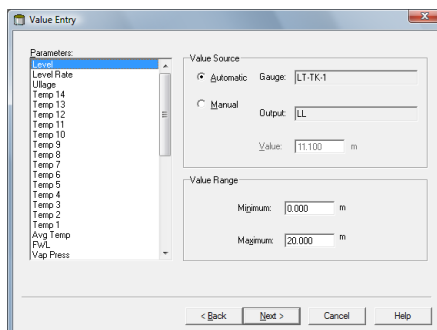 Value Entry
Parameters:
Level
Level Rate
Ullage
Temp 14
Temp 13
Temp 12
Temp 11
Temp 10
Temp 9
Temp 8
Temp 7
Temp 6
Temp 5
Temp 4
Temp 3
Temp 2
Temp 1
Avg Temp
FWL
Vap Press
Value Source
Automatic
Gauge: LT-TK-1
Manual
Output: LL
Value: 11.100 m
Value Range
Minimum: 0.000 m
Maximum: 20.000 m
< Back
Next >
Cancel
Help